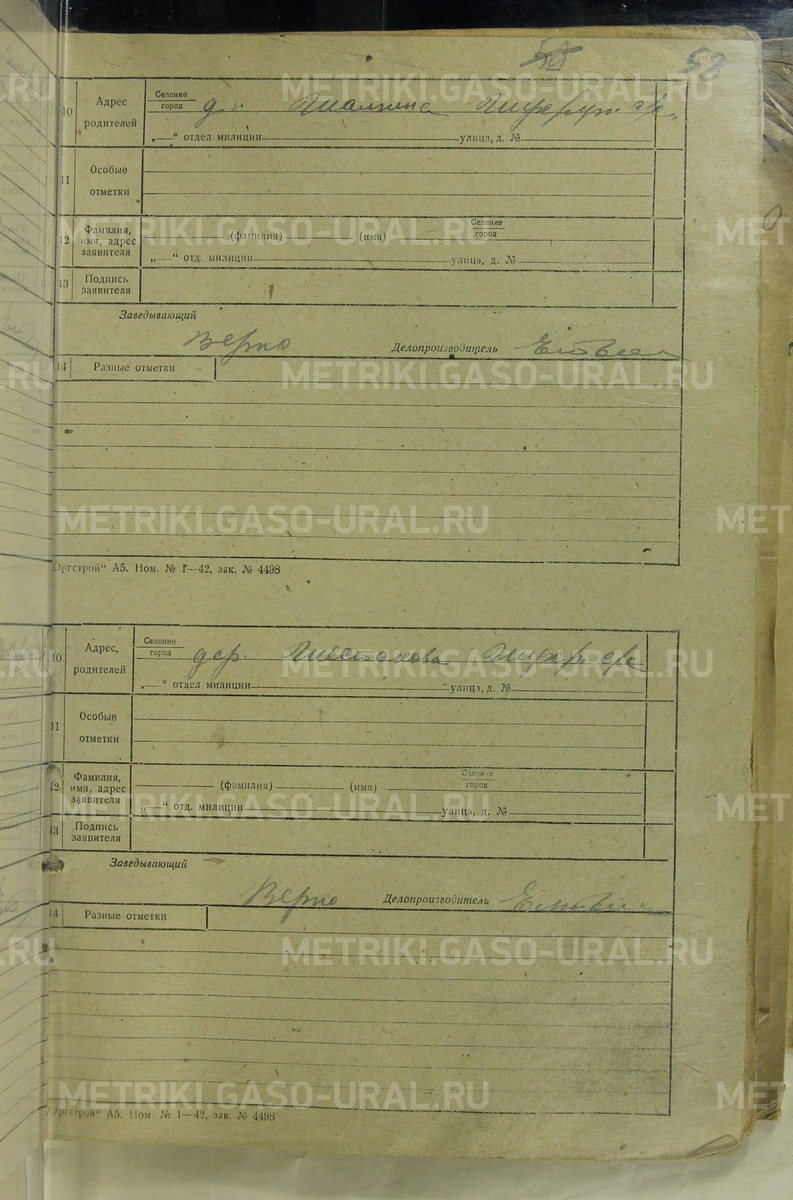 58
53
10 Адрес родителей Селение город д.
„—“ отдел милиции улица, д. №
11 Особые отметки
12 Фамилия, имя, адрес заявителя (фамилия) (имя) Селение город
„—“ отд. милиции улица, д. №
13 Подпись заявителя
Заведывающий
Верно Делопроизводитель
14 Разные отметки
„Оргстрой“ А5. Ном. № 1—42, зак. № 4498
10 Адрес родителей Селение город дер. Шестакова
„—“ отдел милиции улица, д. №
11 Особые отметки
12 Фамилия, имя, адрес заявителя (фамилия) (имя) Селение город
„—“ отд. милиции улица, д. №
13 Подпись заявителя
Заведывающий
Верно Делопроизводитель
14 Разные отметки
„Оргстрой“ А5. Ном. № 1—42, зак. № 4498
METRIKI.GASO-URAL.RU